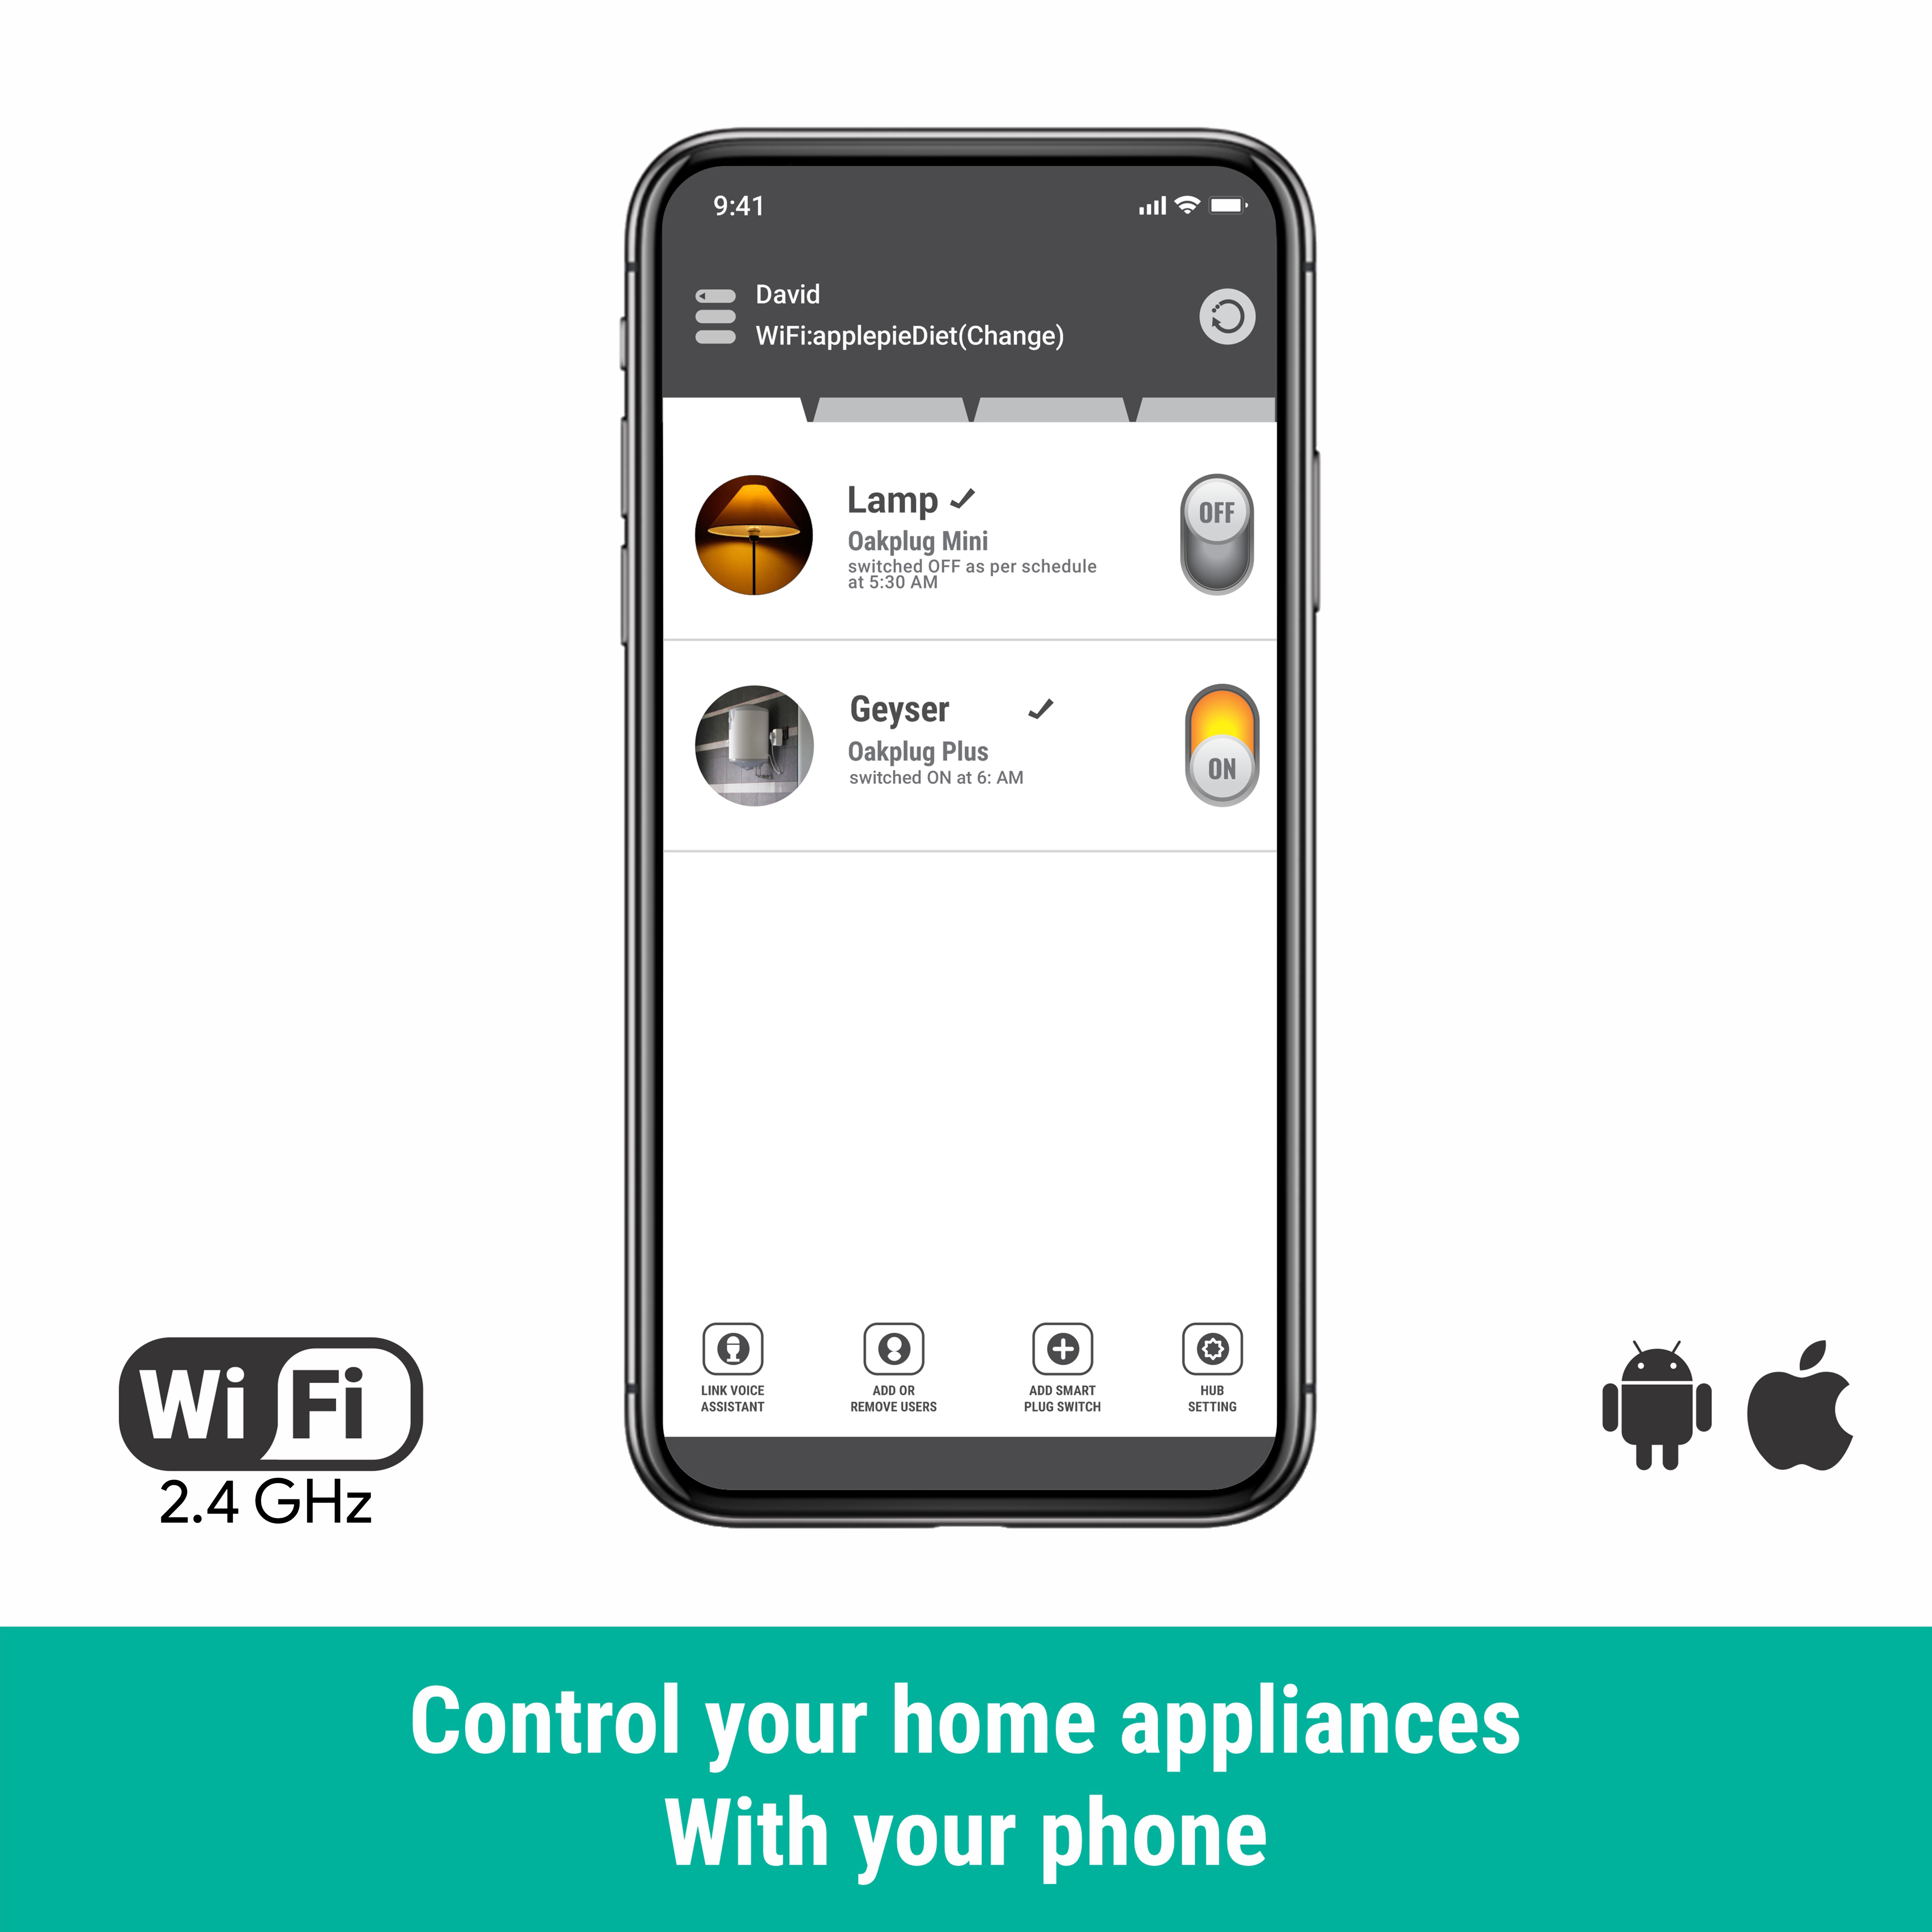 9:41
David
WiFi:applepieDiet(Change)
Lamp
OFF
Oakplug Mini
switched OFF as per schedule
at 5:30 AM
Geyser
Oakplug Plus
ON
switched ON at 6: AM
LINK VOICE
ASSISTANT
ADD OR
REMOVE USERS
ADD SMART
PLUG SWITCH
HUB
SETTING
Wi Fi
2.4 GHz
Control your home appliances
With your phone